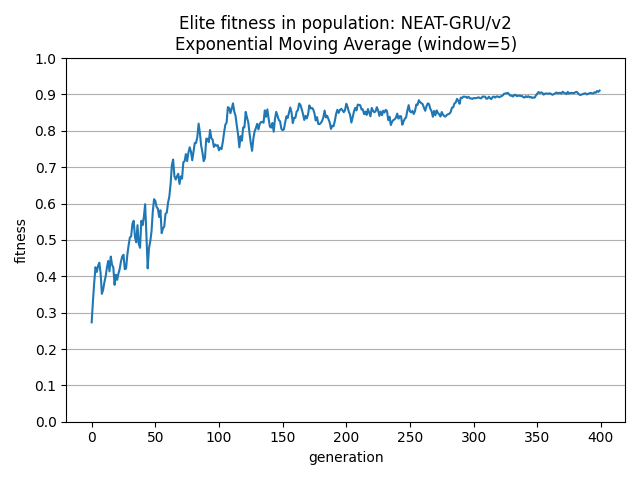 Elite fitness in population: NEAT-GRU/v2
Exponential Moving Average (window=5)
1.0
0.9
0.8
0.7
0.6
0.5
0.4
0.3
0.2
0.1
0.0
fitness
0 50 100 150 200 250 300 350 400
generation